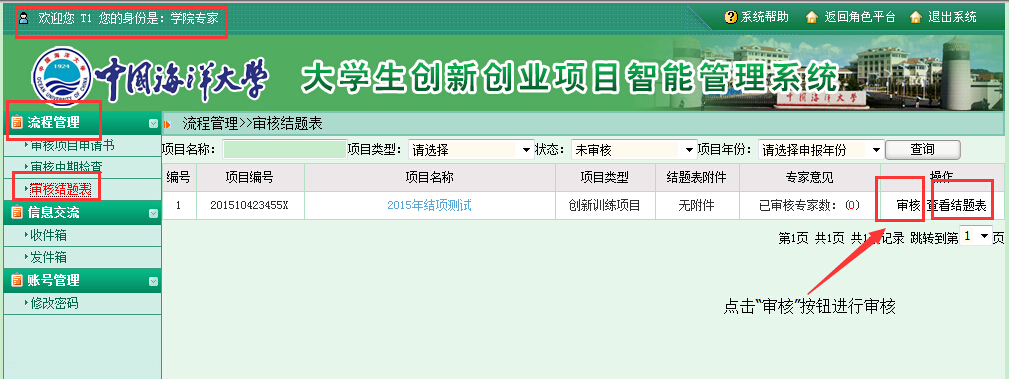 欢迎您 T1 您的身份是：学院专家
系统帮助 返回角色平台 退出系统
1924
中国海洋大学 大学生创新创业项目智能管理系统
中国海洋大学
流程管理
审核项目申请书
审核中期检查
审核结题表
信息交流
收件箱
发件箱
账号管理
修改密码
流程管理>>审核结题表
项目名称： 项目类型： 请选择 状态： 未审核 项目年份： 请选择申报年份 查询
编号 项目编号 项目名称 项目类型 结题表附件 专家意见 操作
1 201510423455X 2015年结项测试 创新训练项目 无附件 已审核专家数：(0) 审核 查看结题表
第1页 共1页 共1 记录 跳转到第 1 页
点击“审核”按钮进行审核